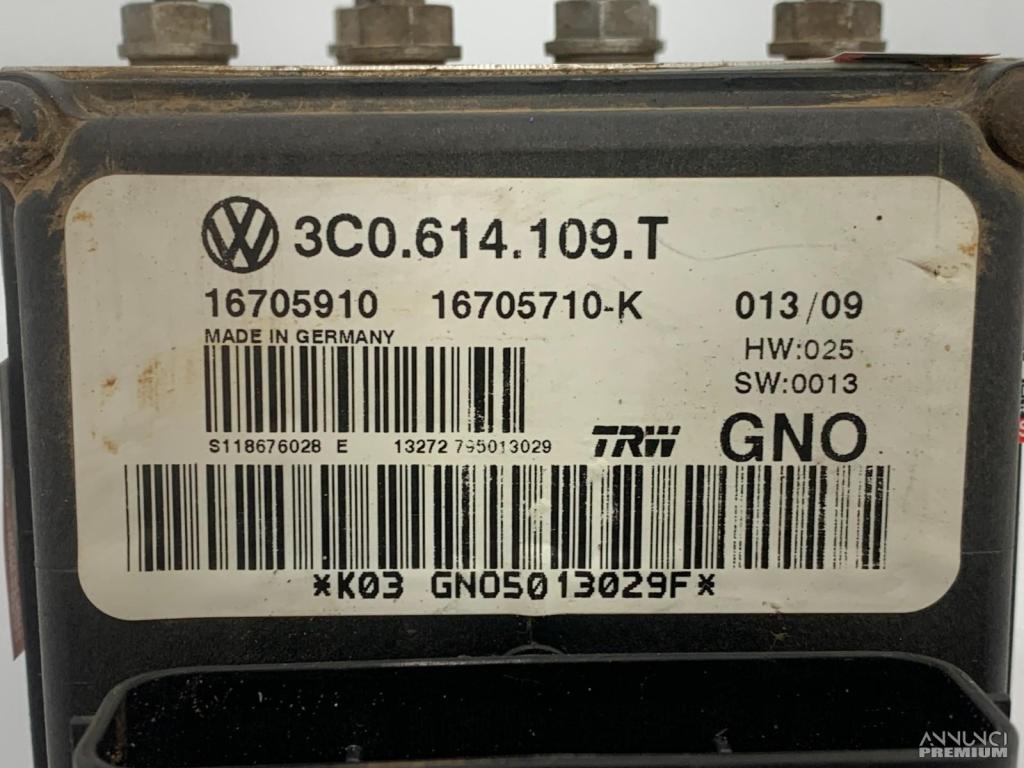 3C0.614.109.T
16705910 16705710-K 013/09
MADE IN GERMANY
HW:025
SW:0013
S118676028 E 13272 795013029
TRW GNO
*K03 GNO5013029F*
ANNUNCI
PREMIUM